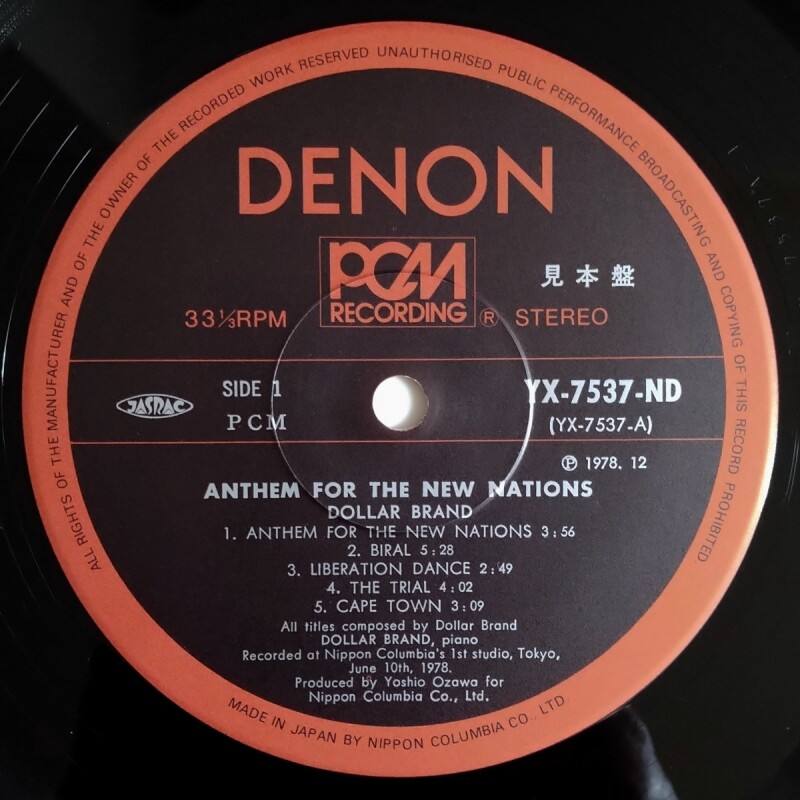 ALL RIGHTS OF THE MANUFACTURER AND OF THE OWNER OF THE RECORDED WORK RESERVED UNAUTHORISED PUBLIC PERFORMANCE BROADCASTING AND COPYING OF THIS RECORD PROHIBITED
DENON
PCM
RECORDING ®
見本盤
33⅓RPM
STEREO
JASRAC
SIDE 1
PCM
YX-7537-ND
(YX-7537-A)
Ⓟ 1978. 12
ANTHEM FOR THE NEW NATIONS
DOLLAR BRAND
1. ANTHEM FOR THE NEW NATIONS 3:56
2. BIRAL 5:28
3. LIBERATION DANCE 2:49
4. THE TRIAL 4:02
5. CAPE TOWN 3:09
All titles composed by Dollar Brand
DOLLAR BRAND, piano
Recorded at Nippon Columbia's 1st studio, Tokyo,
June 10th, 1978.
Produced by Yoshio Ozawa for
Nippon Columbia Co., Ltd.
MADE IN JAPAN BY NIPPON COLUMBIA CO., LTD